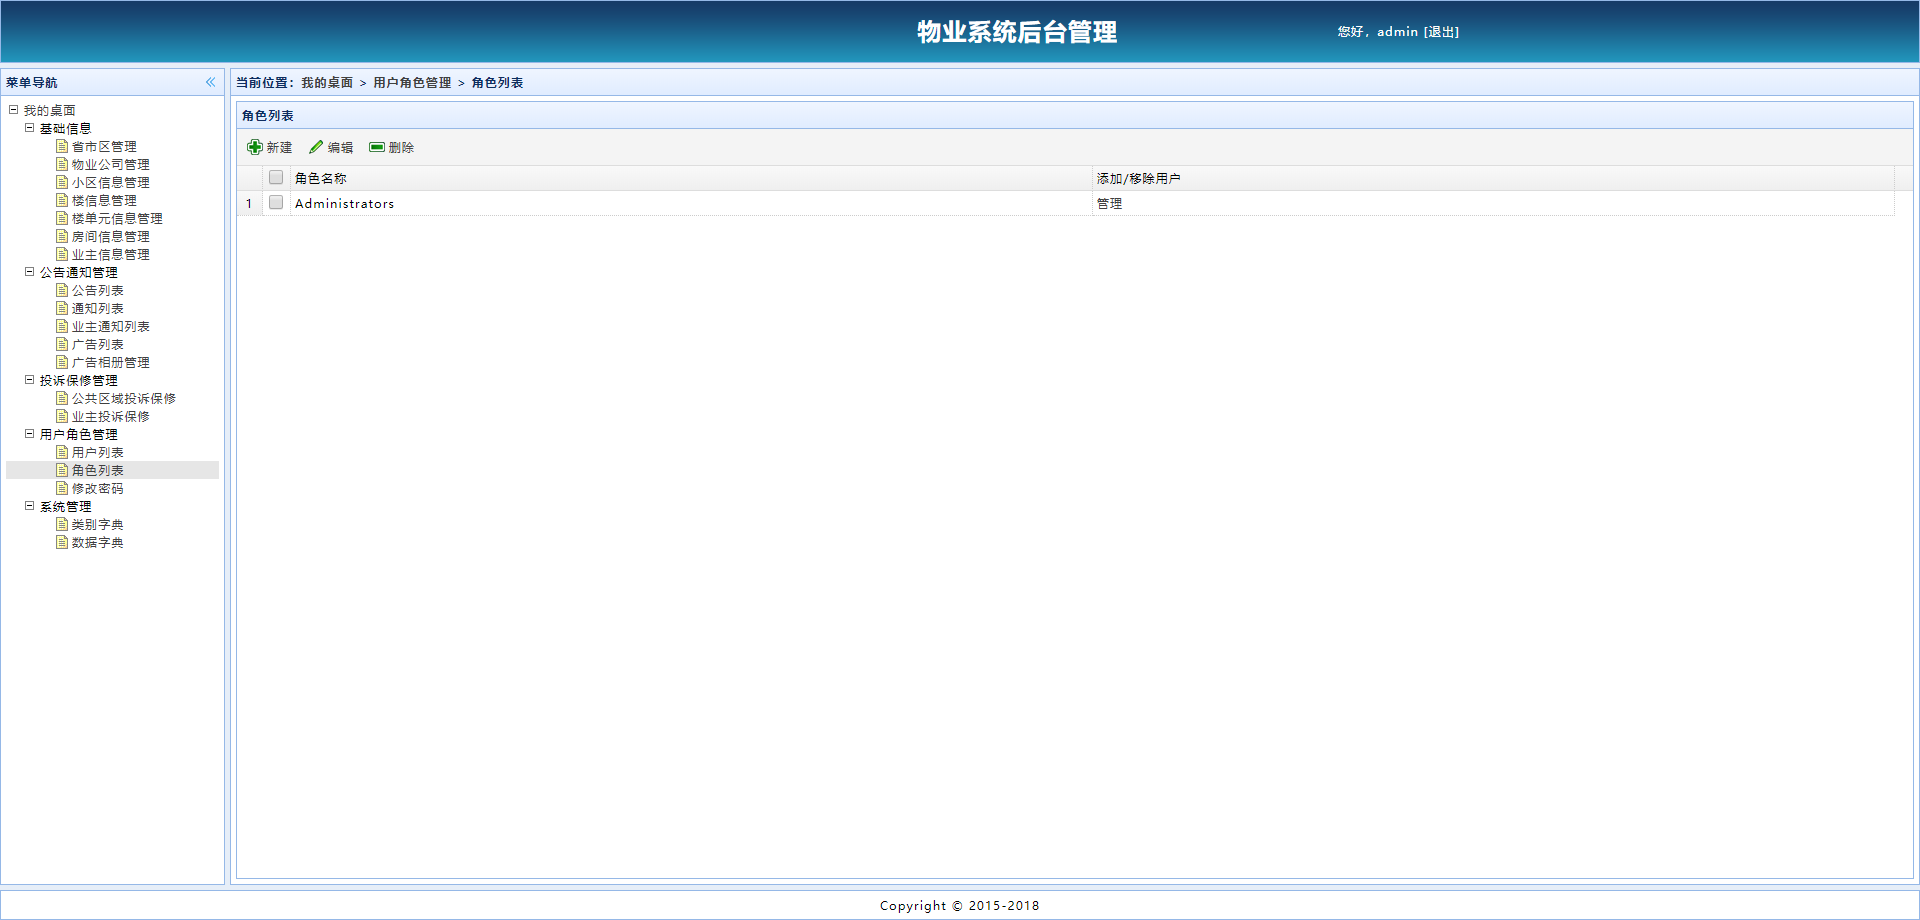 物业系统后台管理
您好，admin [退出]
菜单导航
当前位置：我的桌面 > 用户角色管理 > 角色列表
我的桌面
基础信息
省市区管理
物业公司管理
小区信息管理
楼信息管理
楼单元信息管理
房间信息管理
业主信息管理
公告通知管理
公告列表
通知列表
业主通知列表
广告列表
广告相册管理
投诉保修管理
公共区域投诉保修
业主投诉保修
用户角色管理
用户列表
角色列表
修改密码
系统管理
类别字典
数据字典
角色列表
新建 编辑 删除
角色名称 添加/移除用户
1 Administrators 管理
Copyright © 2015-2018